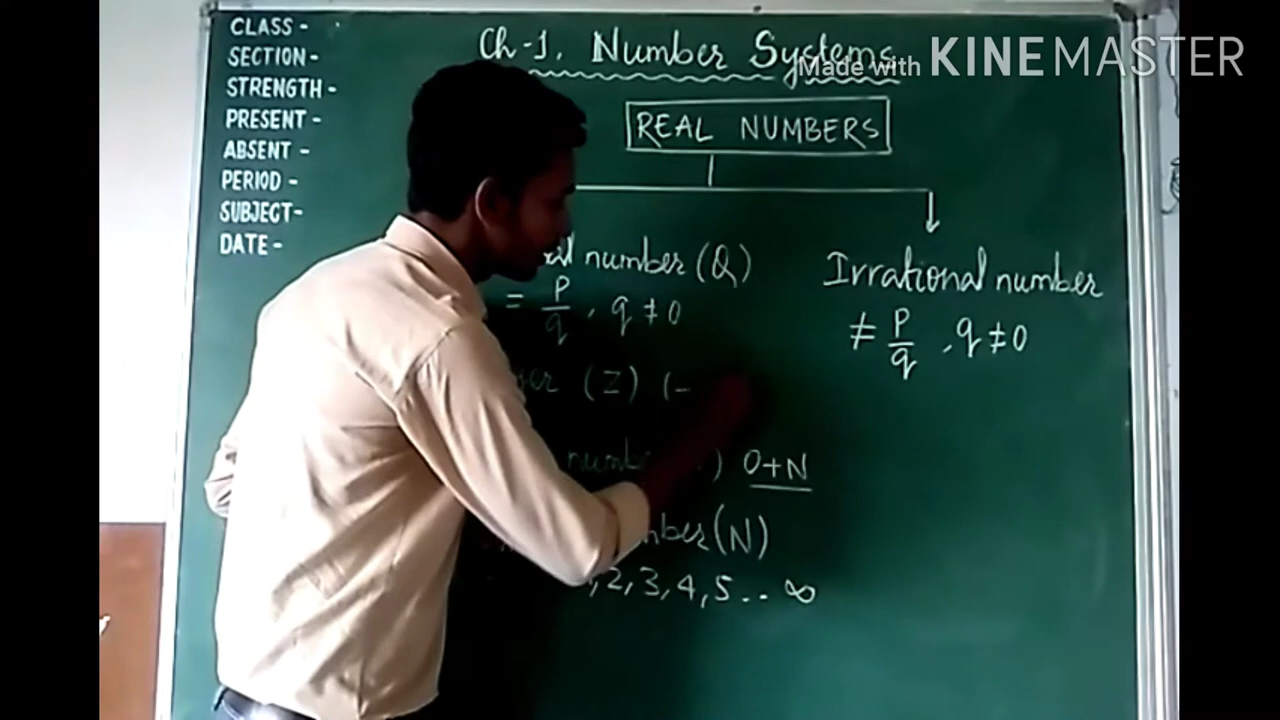 CLASS -
SECTION -
STRENGTH -
PRESENT -
ABSENT -
PERIOD -
SUBJECT-
DATE -
Ch-1. Number Systems
Made with KINEMASTER
REAL NUMBERS
number (Q)
= p/q , q ≠ 0
Irrational number
≠ p/q , q ≠ 0
(Z) (-
0+N
(N)
2, 3, 4, 5.. ∞